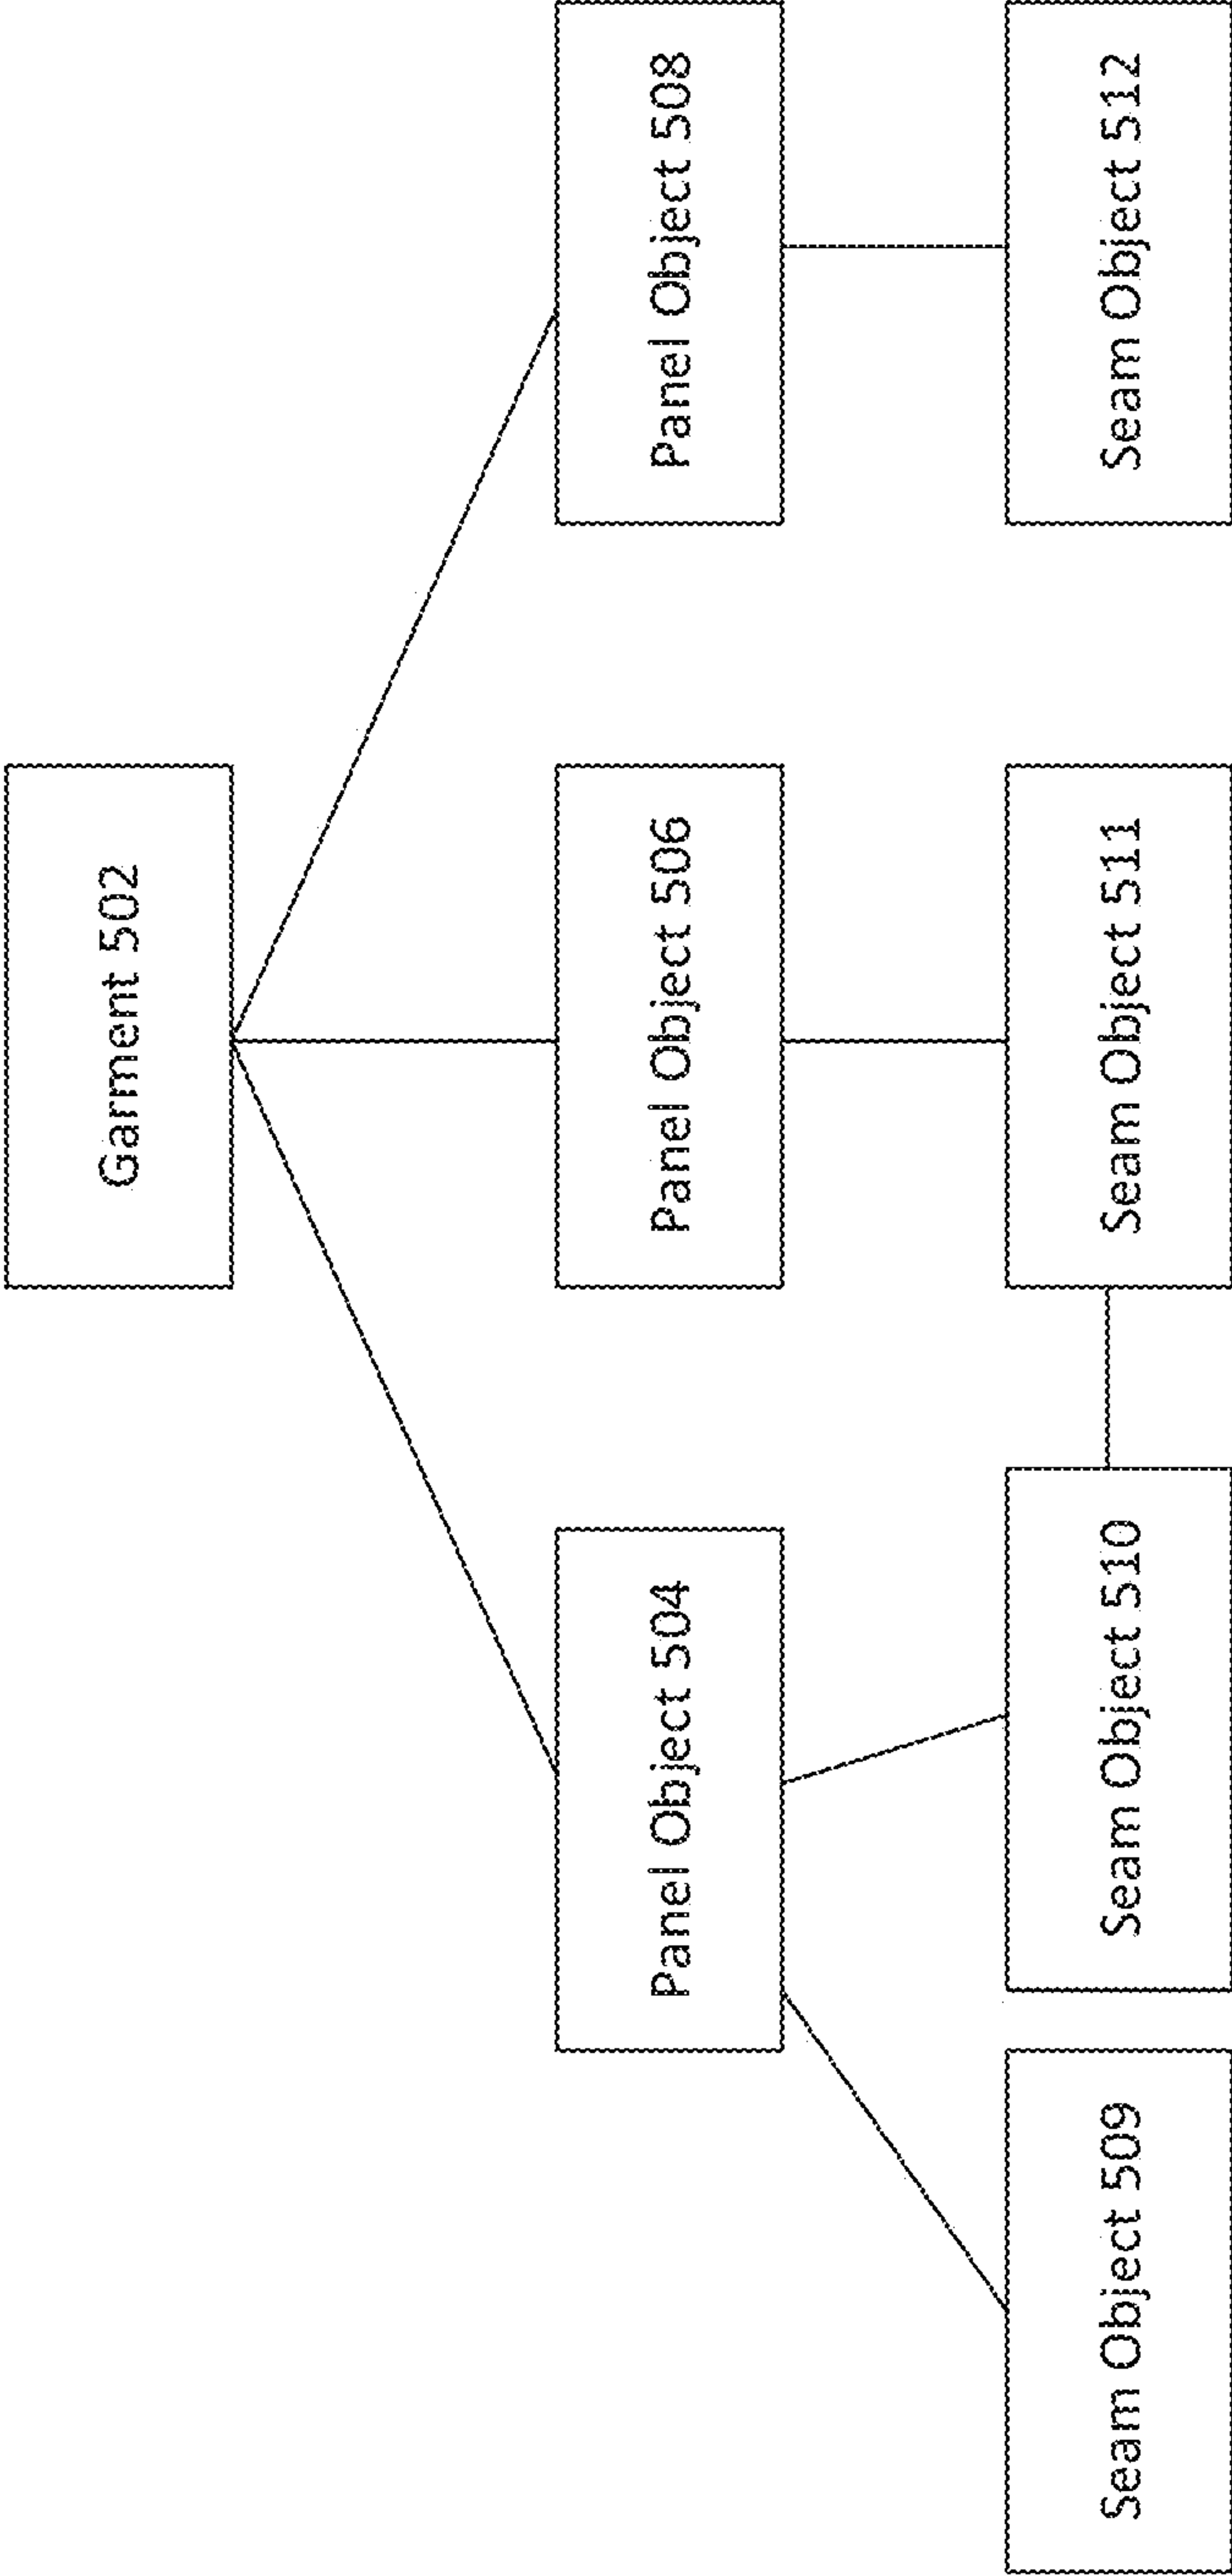 Garment 502
Panel Object 504
Panel Object 506
Panel Object 508
Seam Object 509
Seam Object 510
Seam Object 511
Seam Object 512